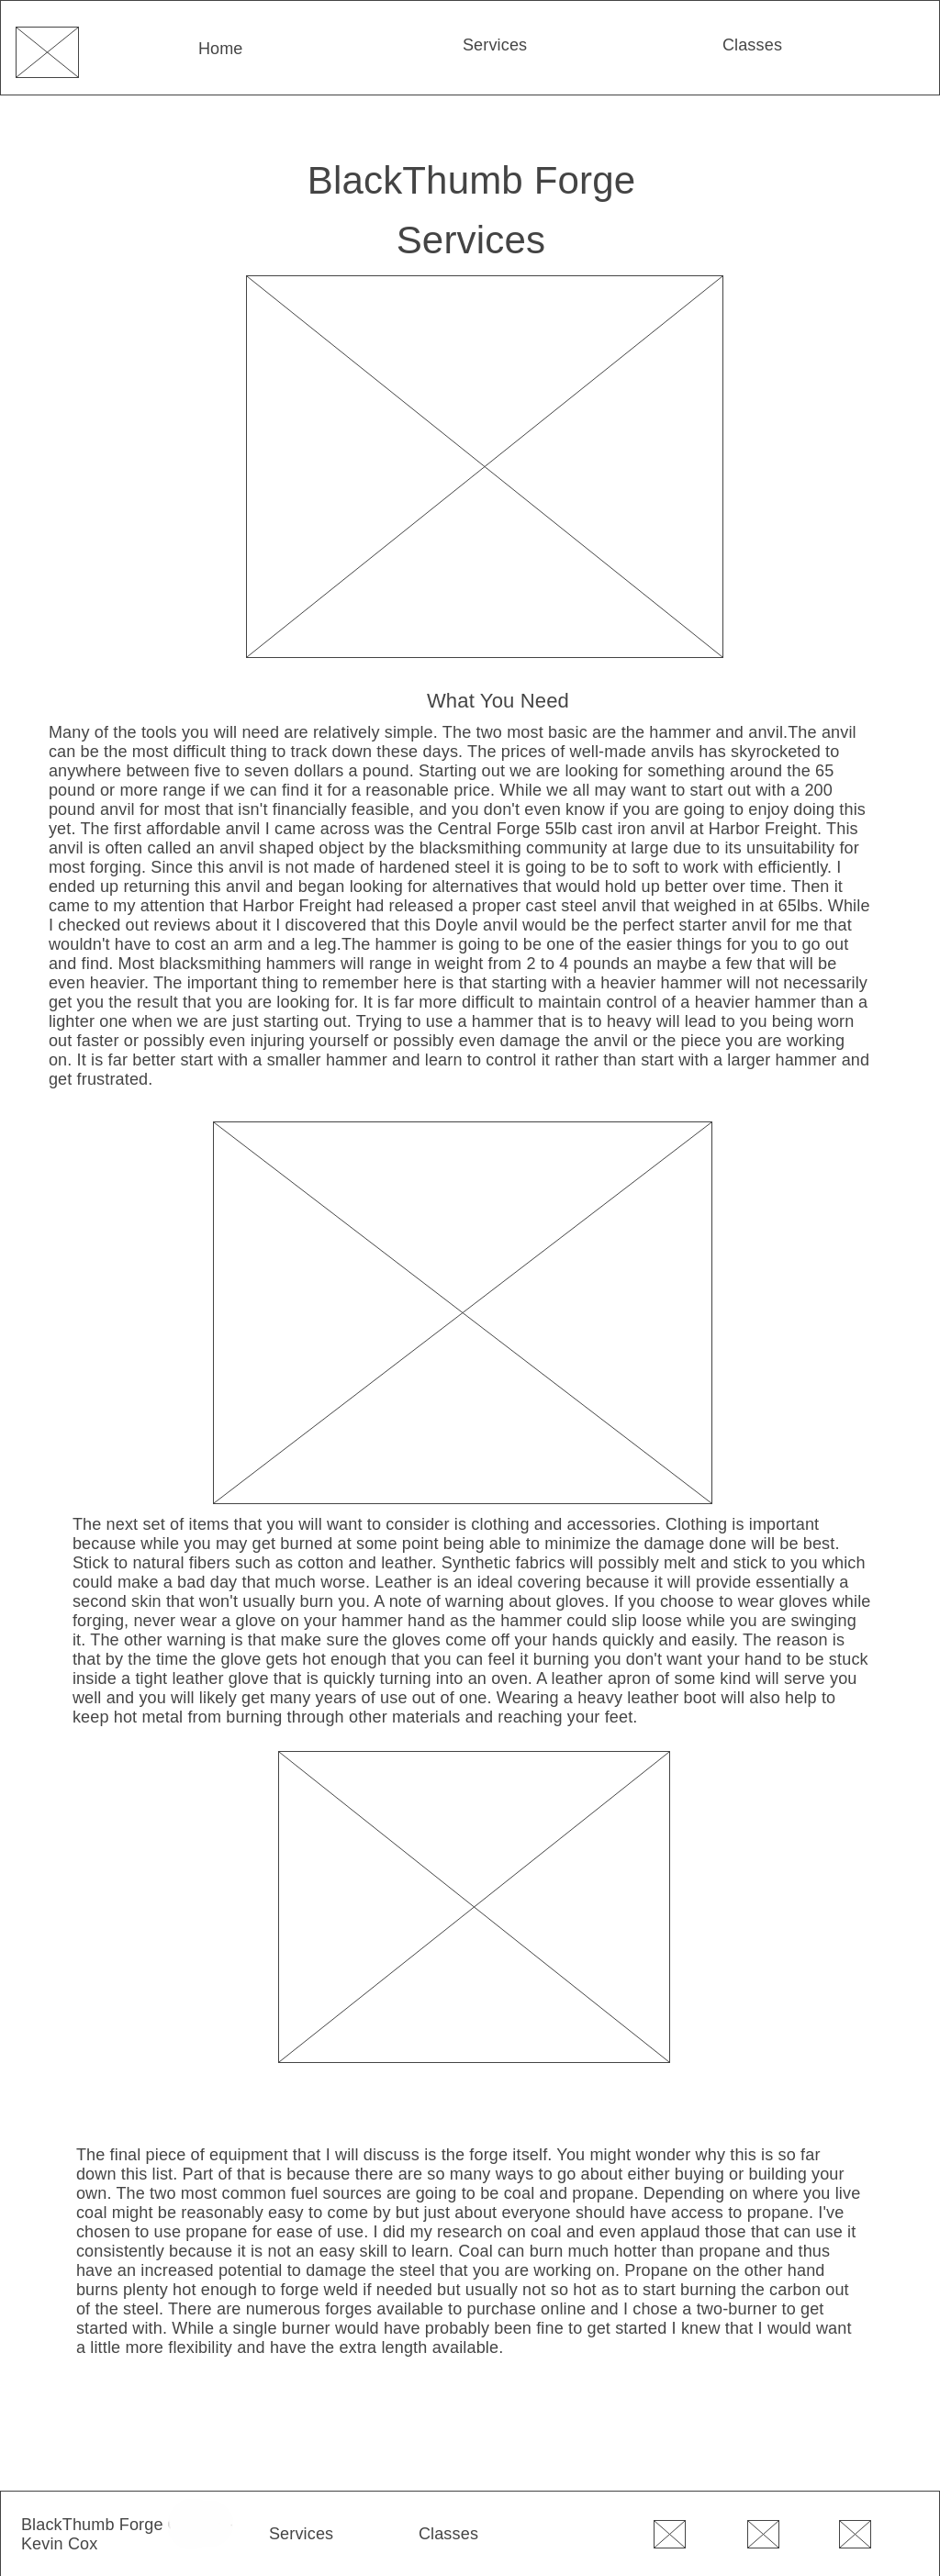 Home
Services
Classes
BlackThumb Forge
Services
What You Need
Many of the tools you will need are relatively simple. The two most basic are the hammer and anvil.The anvil
can be the most difficult thing to track down these days. The prices of well-made anvils has skyrocketed to
anywhere between five to seven dollars a pound. Starting out we are looking for something around the 65
pound or more range if we can find it for a reasonable price. While we all may want to start out with a 200
pound anvil for most that isn't financially feasible, and you don't even know if you are going to enjoy doing this
yet. The first affordable anvil I came across was the Central Forge 55lb cast iron anvil at Harbor Freight. This
anvil is often called an anvil shaped object by the blacksmithing community at large due to its unsuitability for
most forging. Since this anvil is not made of hardened steel it is going to be to soft to work with efficiently. I
ended up returning this anvil and began looking for alternatives that would hold up better over time. Then it
came to my attention that Harbor Freight had released a proper cast steel anvil that weighed in at 65lbs. While
I checked out reviews about it I discovered that this Doyle anvil would be the perfect starter anvil for me that
wouldn't have to cost an arm and a leg.The hammer is going to be one of the easier things for you to go out
and find. Most blacksmithing hammers will range in weight from 2 to 4 pounds an maybe a few that will be
even heavier. The important thing to remember here is that starting with a heavier hammer will not necessarily
get you the result that you are looking for. It is far more difficult to maintain control of a heavier hammer than a
lighter one when we are just starting out. Trying to use a hammer that is to heavy will lead to you being worn
out faster or possibly even injuring yourself or possibly even damage the anvil or the piece you are working
on. It is far better start with a smaller hammer and learn to control it rather than start with a larger hammer and
get frustrated.
The next set of items that you will want to consider is clothing and accessories. Clothing is important
because while you may get burned at some point being able to minimize the damage done will be best.
Stick to natural fibers such as cotton and leather. Synthetic fabrics will possibly melt and stick to you which
could make a bad day that much worse. Leather is an ideal covering because it will provide essentially a
second skin that won't usually burn you. A note of warning about gloves. If you choose to wear gloves while
forging, never wear a glove on your hammer hand as the hammer could slip loose while you are swinging
it. The other warning is that make sure the gloves come off your hands quickly and easily. The reason is
that by the time the glove gets hot enough that you can feel it burning you don't want your hand to be stuck
inside a tight leather glove that is quickly turning into an oven. A leather apron of some kind will serve you
well and you will likely get many years of use out of one. Wearing a heavy leather boot will also help to
keep hot metal from burning through other materials and reaching your feet.
The final piece of equipment that I will discuss is the forge itself. You might wonder why this is so far
down this list. Part of that is because there are so many ways to go about either buying or building your
own. The two most common fuel sources are going to be coal and propane. Depending on where you live
coal might be reasonably easy to come by but just about everyone should have access to propane. I've
chosen to use propane for ease of use. I did my research on coal and even applaud those that can use it
consistently because it is not an easy skill to learn. Coal can burn much hotter than propane and thus
have an increased potential to damage the steel that you are working on. Propane on the other hand
burns plenty hot enough to forge weld if needed but usually not so hot as to start burning the carbon out
of the steel. There are numerous forges available to purchase online and I chose a two-burner to get
started with. While a single burner would have probably been fine to get started I knew that I would want
a little more flexibility and have the extra length available.
BlackThumb Forge
Kevin Cox
Services
Classes